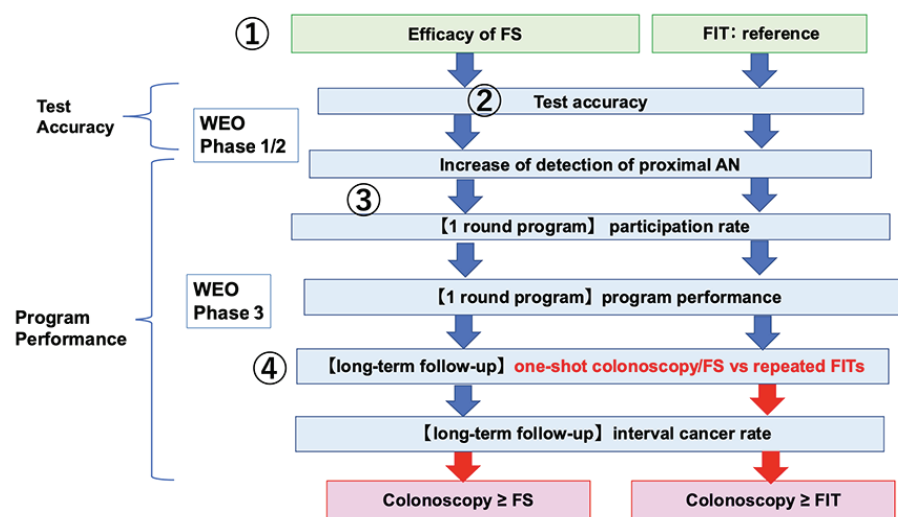 ① Efficacy of FS FIT: reference
② Test accuracy
Test
Accuracy
WEO
Phase 1/2
Increase of detection of proximal AN
③
【1 round program】 participation rate
WEO
Phase 3
【1 round program】program performance
Program
Performance
④ 【long-term follow-up】one-shot colonoscopy/FS vs repeated FITs
【long-term follow-up】interval cancer rate
Colonoscopy ≥ FS Colonoscopy ≥ FIT